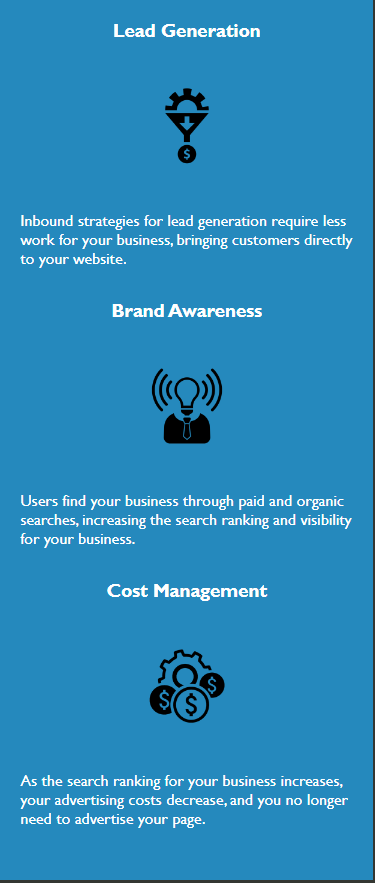 Lead Generation
$
Inbound strategies for lead generation require less
work for your business, bringing customers directly
to your website.
Brand Awareness
Users find your business through paid and organic
searches, increasing the search ranking and visibility
for your business.
Cost Management
$ $ $
As the search ranking for your business increases,
your advertising costs decrease, and you no longer
need to advertise your page.